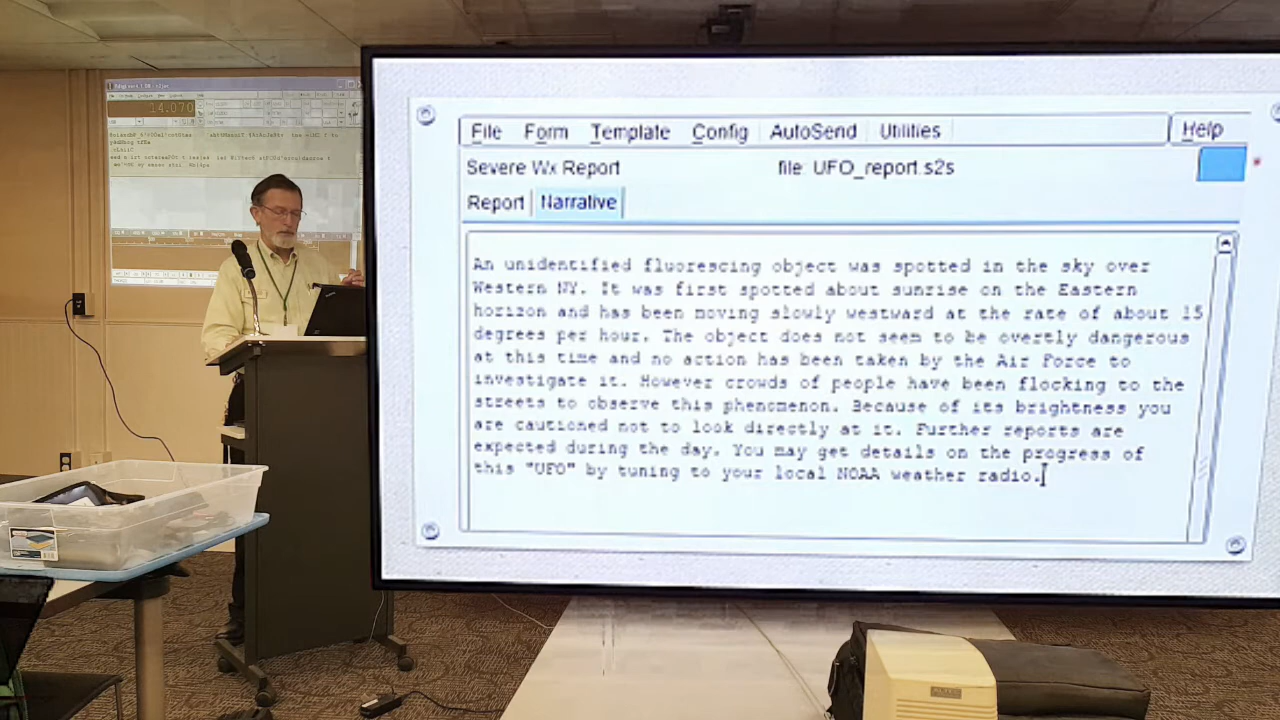 14.070
File Form Template Config AutoSend Utilities Help
Severe Wx Report file: UFO_report.s2s
Report Narrative
An unidentified fluorescing object was spotted in the sky over
Western NY. It was first spotted about sunrise on the Eastern
horizon and has been moving slowly westward at the rate of about 15
degrees per hour. The object does not seem to be overtly dangerous
at this time and no action has been taken by the Air Force to
investigate it. However crowds of people have been flocking to the
streets to observe this phenomenon. Because of its brightness you
are cautioned not to look directly at it. Further reports are
expected during the day. You may get details on the progress of
this "UFO" by tuning to your local NOAA weather radio.
ALTEC